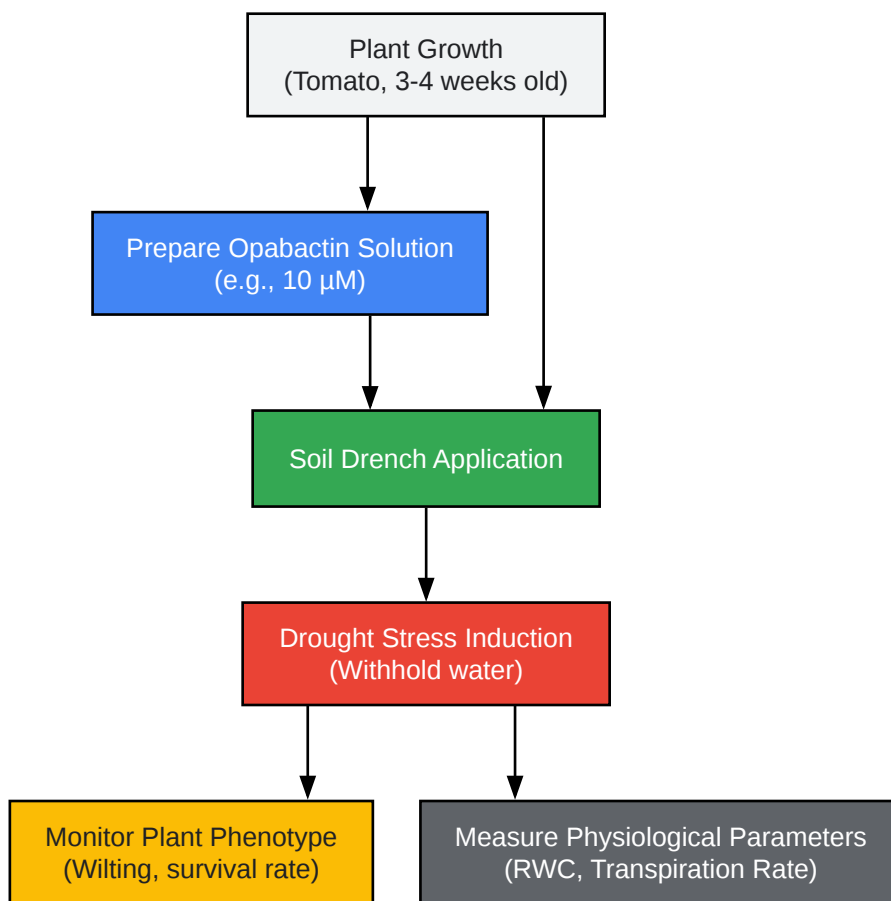 Plant Growth
(Tomato, 3-4 weeks old)
Prepare Opabactin Solution
(e.g., 10 µM)
Soil Drench Application
Drought Stress Induction
(Withhold water)
Monitor Plant Phenotype
(Wilting, survival rate)
Measure Physiological Parameters
(RWC, Transpiration Rate)